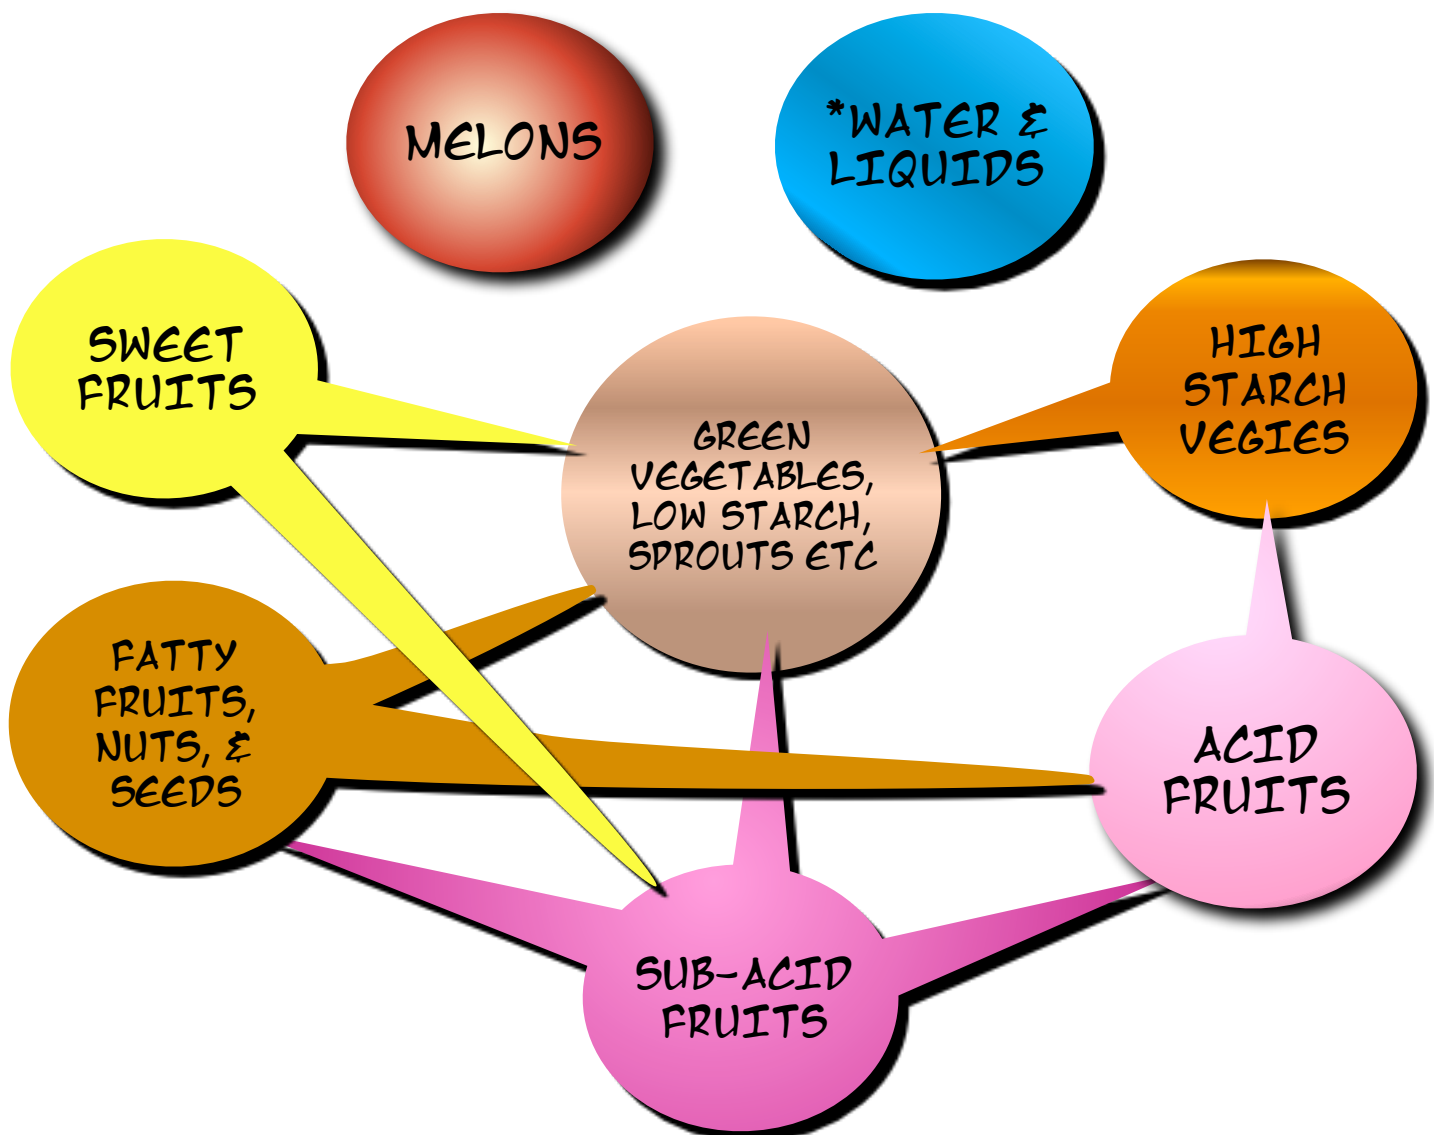 MELONS
*WATER &
LIQUIDS
SWEET
FRUITS
HIGH
STARCH
VEGIES
GREEN
VEGETABLES,
LOW STARCH,
SPROUTS ETC
FATTY
FRUITS,
NUTS, &
SEEDS
ACID
FRUITS
SUB-ACID
FRUITS